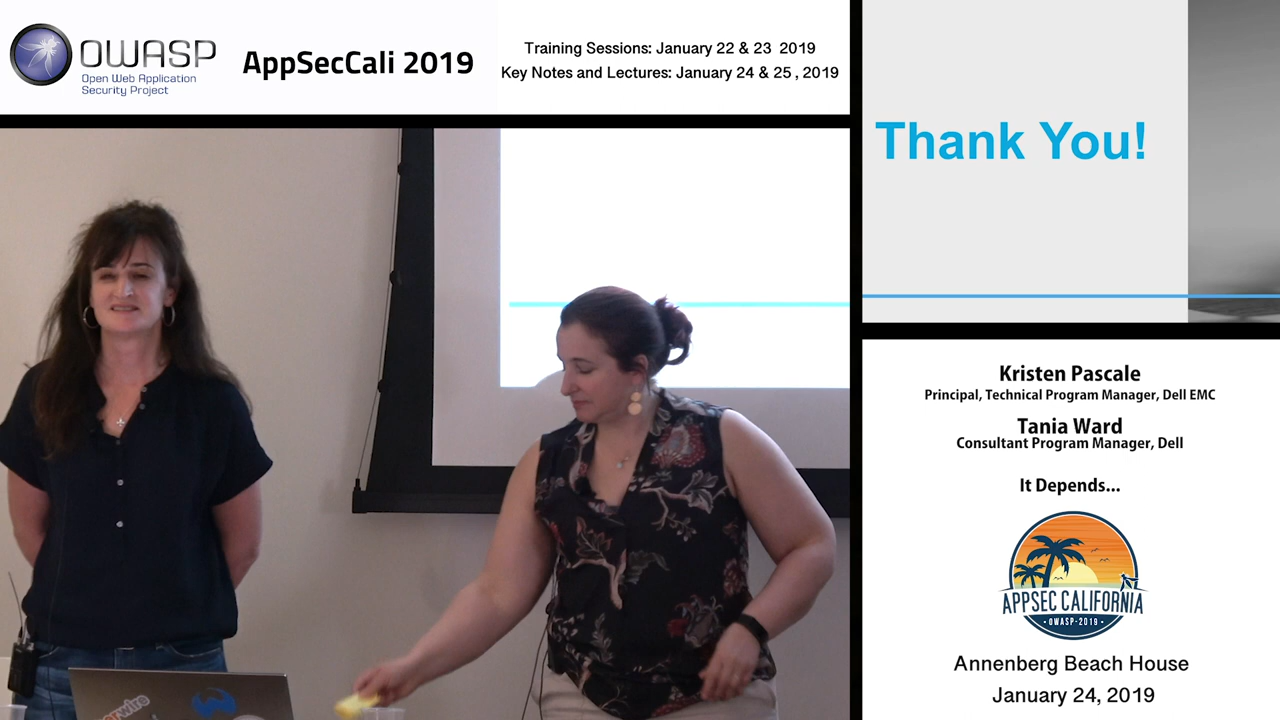 OWASP
Open Web Application
Security Project
AppSecCali 2019
Training Sessions: January 22 & 23 2019
Key Notes and Lectures: January 24 & 25 , 2019
Thank You!
Kristen Pascale
Principal, Technical Program Manager, Dell EMC
Tania Ward
Consultant Program Manager, Dell
It Depends...
APPSEC CALIFORNIA
• OWASP-2019 •
Annenberg Beach House
January 24, 2019